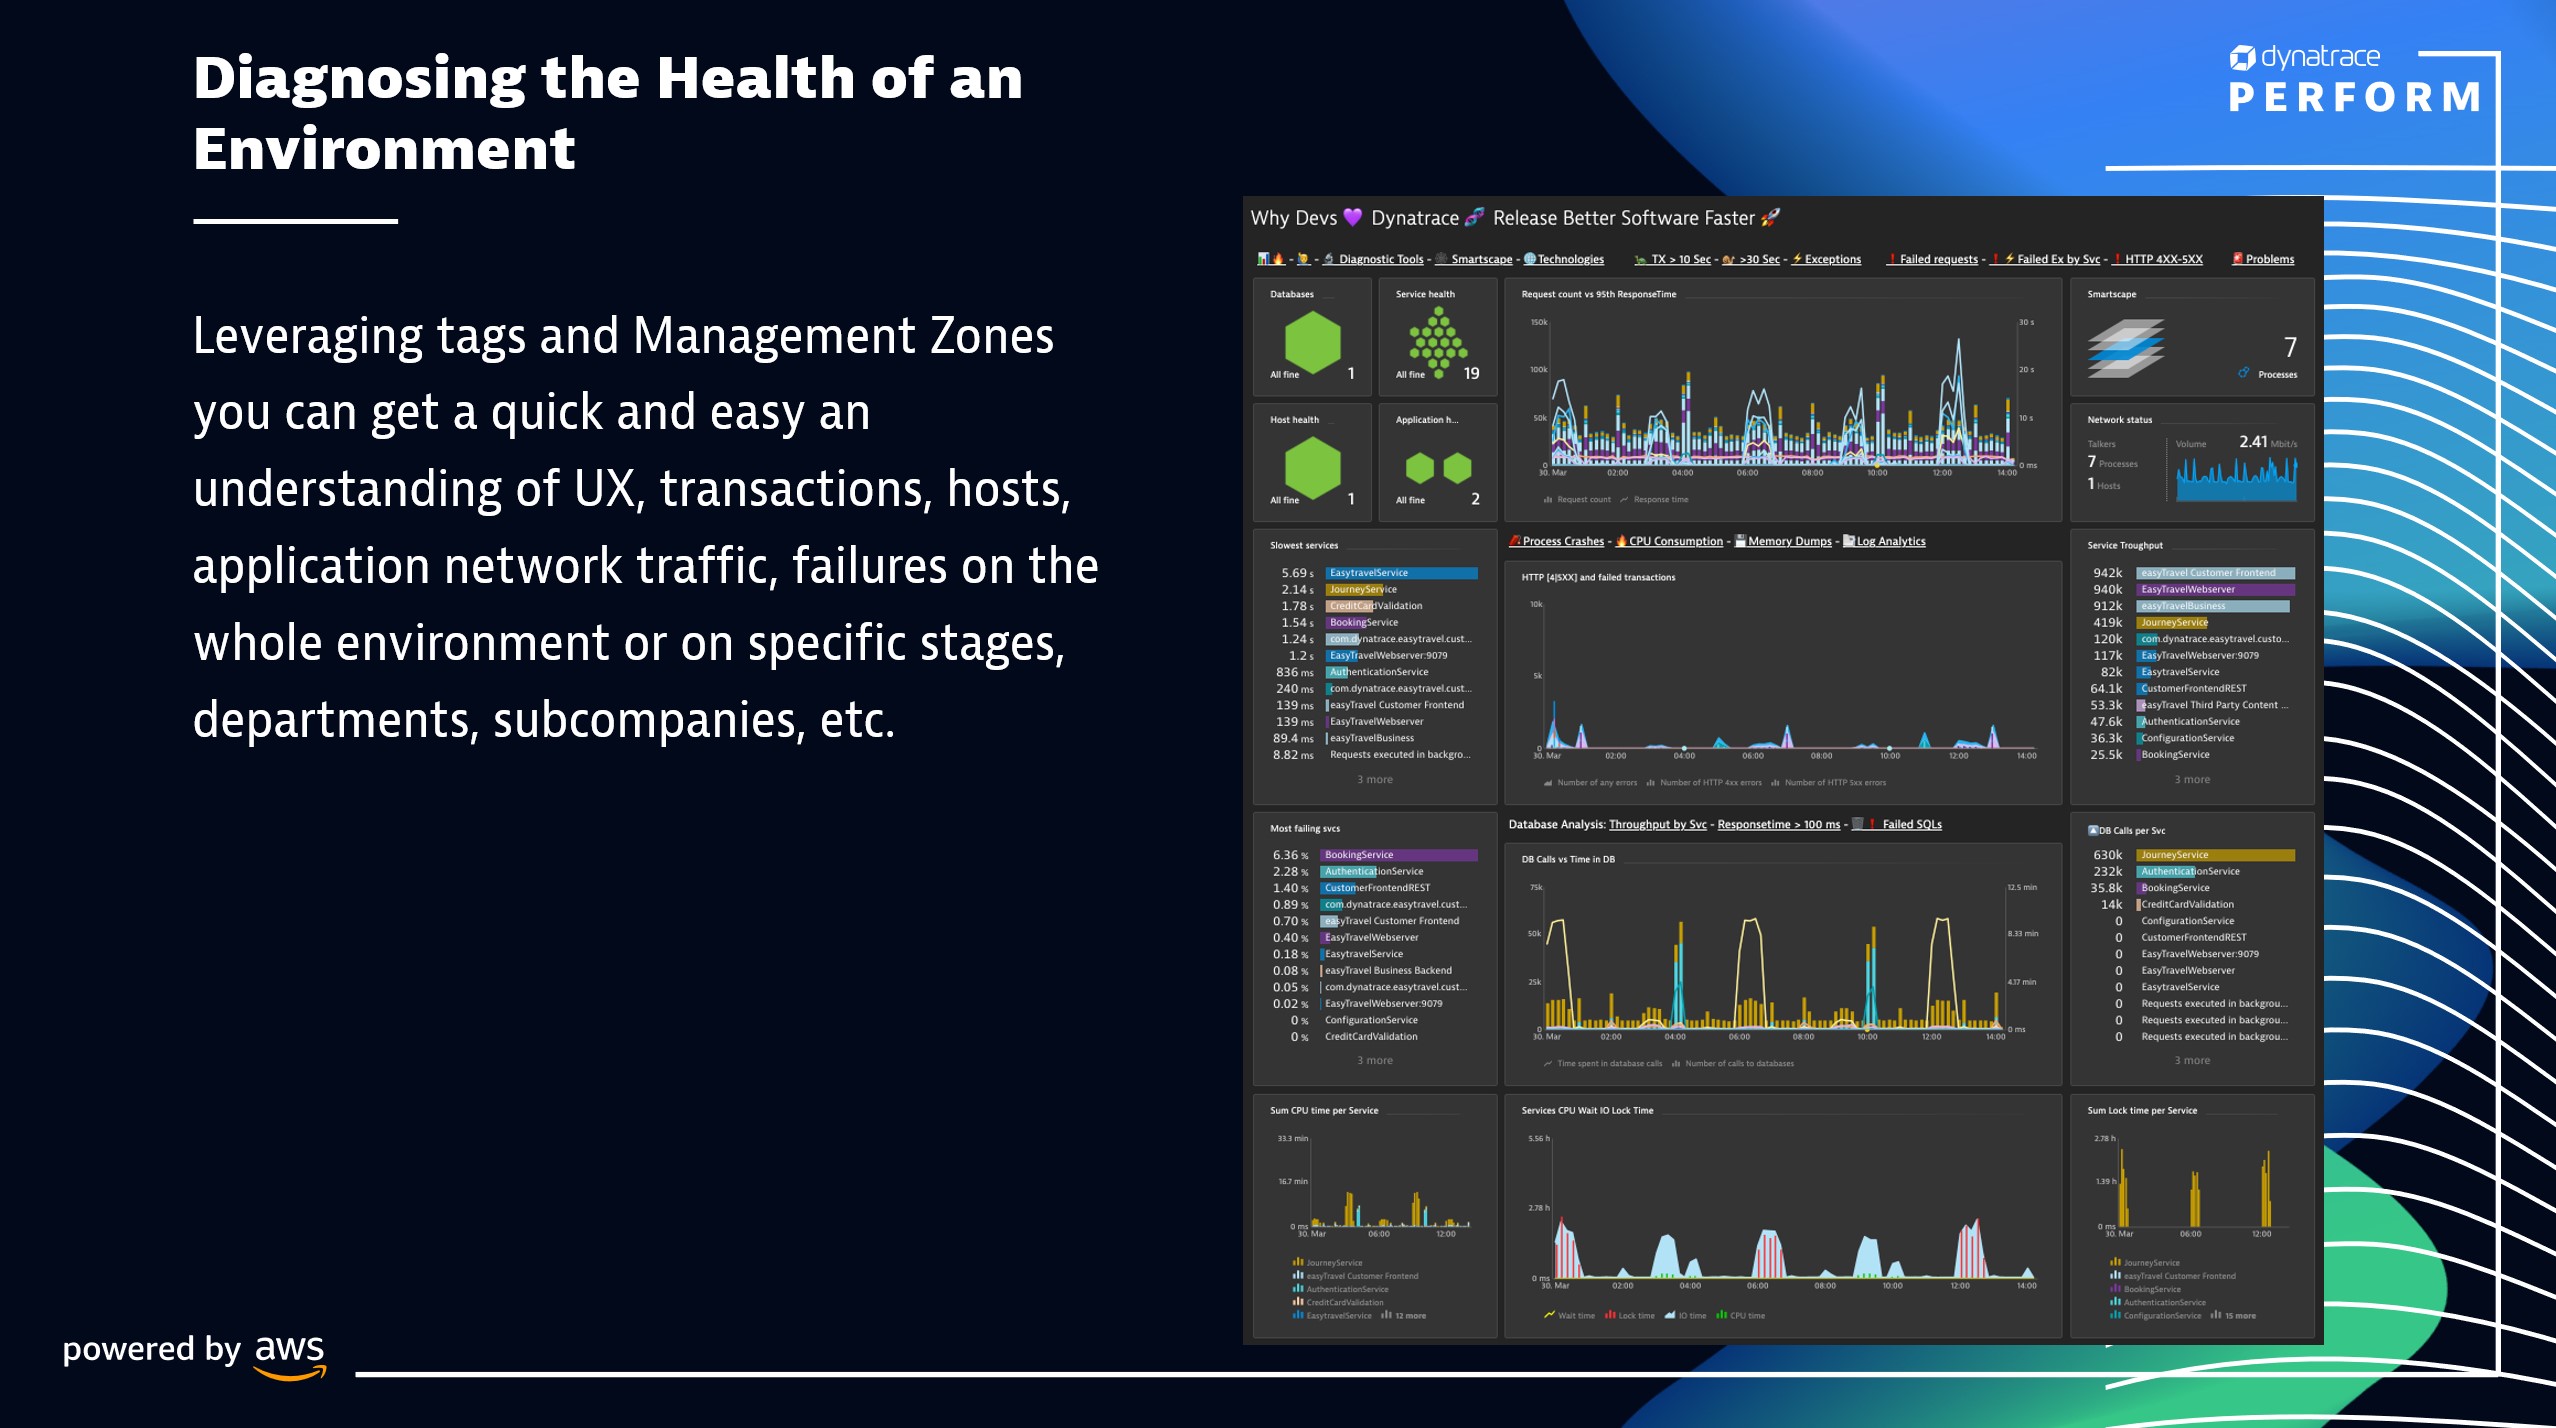 Diagnosing the Health of an
Environment
dynatrace
PERFORM
Leveraging tags and Management Zones
you can get a quick and easy an
understanding of UX, transactions, hosts,
application network traffic, failures on the
whole environment or on specific stages,
departments, subcompanies, etc.
Why Devs 💜 Dynatrace 🧬 Release Better Software Faster 🚀
Diagnostic Tools - Smartscape - Technologies TX > 10 Sec - >30 Sec - Exceptions Failed requests - Failed Ex by Svc - HTTP 4XX-5XX Problems
Databases
All fine 1
Service health
All fine 19
Host health
All fine 1
Application h...
All fine 2
Request count vs 95th ResponseTime
150k 30 s
100k 20 s
50k 10 s
0 0 ms
30. Mar 02:00 04:00 06:00 08:00 10:00 12:00 14:00
Request count Response time
Smartscape
7
Processes
Network status
Talkers Volume 2.41 Mbit/s
7 Processes
1 Hosts
Slowest services
5.69 s EasytravelService
2.14 s JourneyService
1.78 s CreditCardValidation
1.54 s BookingService
1.24 s com.dynatrace.easytravel.cust...
1.2 s EasyTravelWebserver:9079
836 ms AuthenticationService
240 ms com.dynatrace.easytravel.cust...
139 ms easyTravel Customer Frontend
139 ms EasyTravelWebserver
89.4 ms easyTravelBusiness
8.82 ms Requests executed in backgro...
3 more
Process Crashes - CPU Consumption - Memory Dumps - Log Analytics
HTTP [4|5XX] and failed transactions
10k
5k
0
30. Mar 02:00 04:00 06:00 08:00 10:00 12:00 14:00
Number of any errors Number of HTTP 4xx errors Number of HTTP 5xx errors
Service Troughput
942k easyTravel Customer Frontend
940k EasyTravelWebserver
912k easyTravelBusiness
419k JourneyService
120k com.dynatrace.easytravel.custo...
117k EasyTravelWebserver:9079
82k EasytravelService
64.1k CustomerFrontendREST
53.3k easyTravel Third Party Content ...
47.6k AuthenticationService
36.3k ConfigurationService
25.5k BookingService
3 more
Most failing svcs
6.36 % BookingService
2.28 % AuthenticationService
1.40 % CustomerFrontendREST
0.89 % com.dynatrace.easytravel.cust...
0.70 % easyTravel Customer Frontend
0.40 % EasyTravelWebserver
0.18 % EasytravelService
0.08 % easyTravel Business Backend
0.05 % com.dynatrace.easytravel.cust...
0.02 % EasyTravelWebserver:9079
0 % ConfigurationService
0 % CreditCardValidation
3 more
Database Analysis: Throughput by Svc - Responsetime > 100 ms - Failed SQLs
DB Calls vs Time in DB
75k 12.5 min
50k 8.33 min
25k 4.17 min
0 0 ms
30. Mar 02:00 04:00 06:00 08:00 10:00 12:00 14:00
Time spent in database calls Number of calls to databases
DB Calls per Svc
630k JourneyService
232k AuthenticationService
35.8k BookingService
14k CreditCardValidation
0 ConfigurationService
0 CustomerFrontendREST
0 EasyTravelWebserver:9079
0 EasyTravelWebserver
0 EasytravelService
0 Requests executed in backgrou...
0 Requests executed in backgrou...
0 Requests executed in backgrou...
3 more
Sum CPU time per Service
33.3 min
16.7 min
0 ms
30. Mar 06:00 12:00
JourneyService
easyTravel Customer Frontend
AuthenticationService
CreditCardValidation
EasytravelService 12 more
Services CPU Wait IO Lock Time
5.56 h
2.78 h
0 ms
30. Mar 02:00 04:00 06:00 08:00 10:00 12:00 14:00
Wait time Lock time IO time CPU time
Sum Lock time per Service
2.78 h
1.39 h
0 ms
30. Mar 06:00 12:00
JourneyService
easyTravel Customer Frontend
BookingService
AuthenticationService
ConfigurationService 15 more
powered by aws